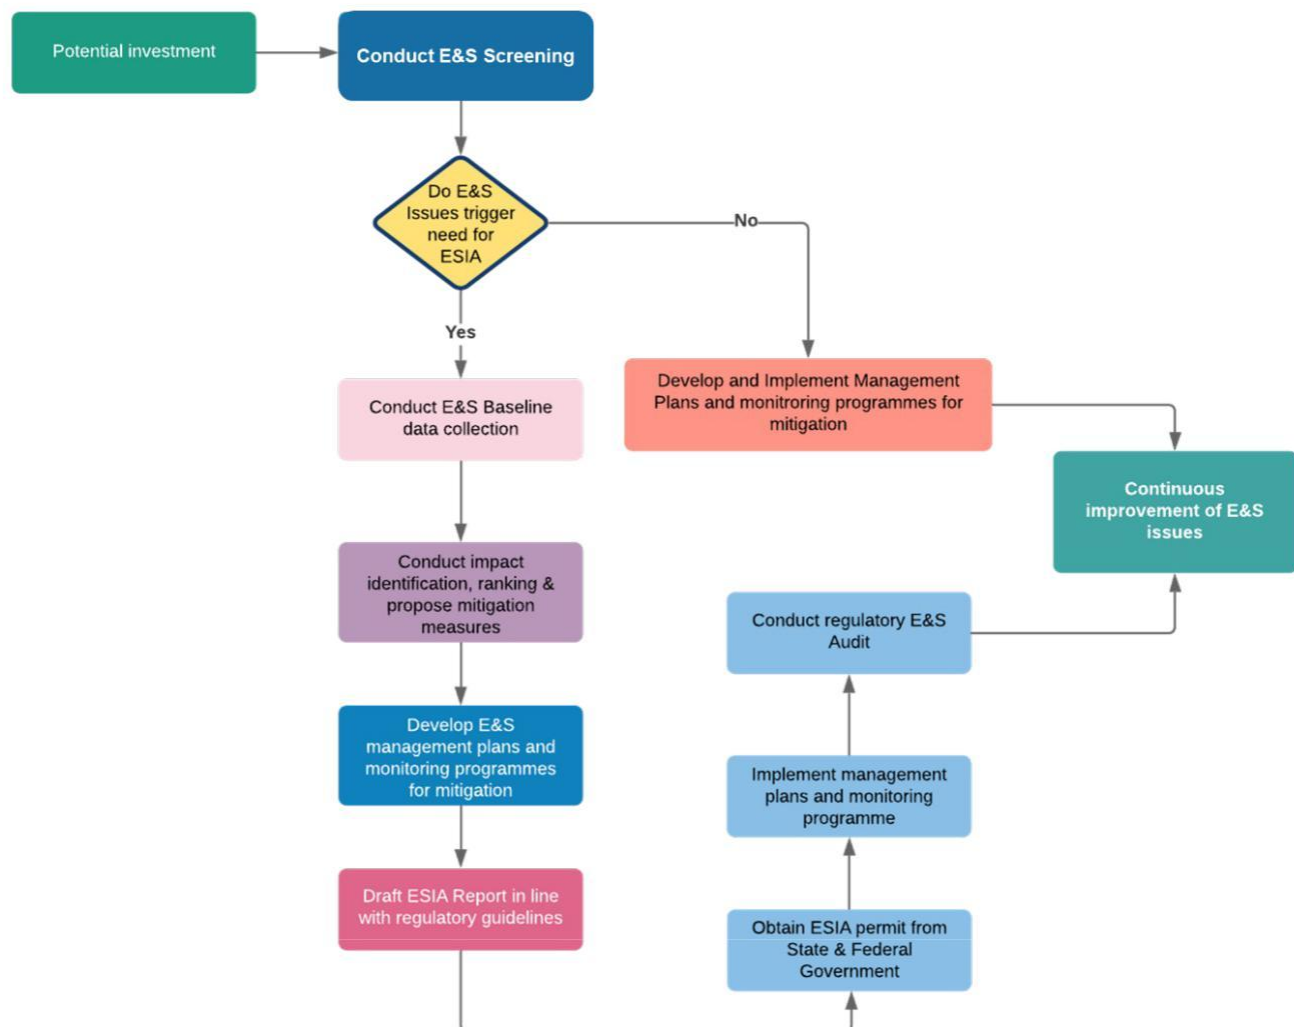 Potential investment
Conduct E&S Screening
Do E&S
Issues trigger
need for
ESIA
No
Yes
Conduct E&S Baseline
data collection
Develop and Implement Management
Plans and monitroring programmes for
mitigation
Continuous
improvement of E&S
issues
Conduct impact
identification, ranking &
propose mitigation
measures
Conduct regulatory E&S
Audit
Develop E&S
management plans and
monitoring programmes
for mitigation
Implement management
plans and monitoring
programme
Draft ESIA Report in line
with regulatory guidelines
Obtain ESIA permit from
State & Federal
Government